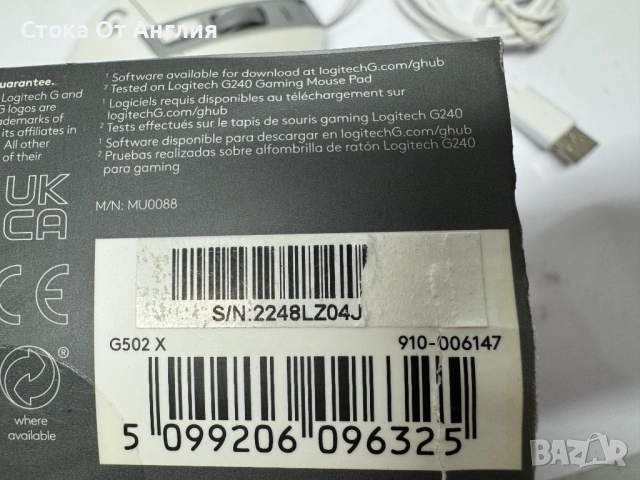 Стока От Англия
uarantee.
Logitech G and
G logos are
demarks of
its affiliates in
All other
of their
¹ Software available for download at logitechG.com/ghub
² Tested on Logitech G240 Gaming Mouse Pad
¹ Logiciels requis disponibles au téléchargement sur
logitechG.com/ghub
² Tests effectués sur le tapis de souris gaming Logitech G240
¹ Software disponible para descargar en logitechG.com/ghub
² Pruebas realizadas sobre alfombrilla de ratón Logitech G240
para gaming
M/N: MU0088
UK
CA
CE
where
available
S/N:2248LZ04J
G502 X 910-006147
5 099206 096325
BAZAR